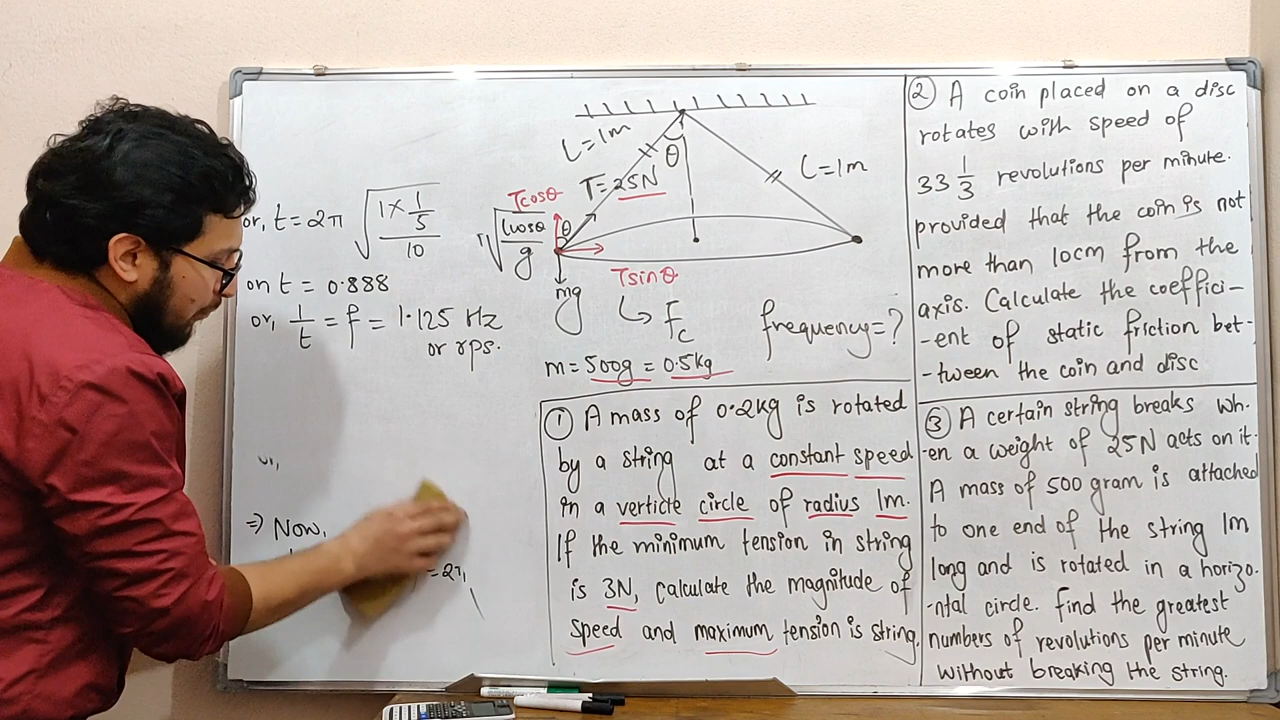 or, t = 2π √(1 × 1/5 / 10)
on t = 0.888
or, 1/t = f = 1.125 Hz
or rps.
⇒ Now,
= 2π
L = 1m
θ
T = 25N
L = 1m
Tcosθ
θ
√(lcosθ / g)
Tsinθ
mg
↳ Fc
frequency = ?
m = 500g = 0.5kg
① A mass of 0.2kg is rotated
by a string at a constant speed
in a verticle circle of radius 1m.
If the minimum tension in string
is 3N, calculate the magnitude of
speed and maximum tension is string.
② A coin placed on a disc
rotates with speed of
33 1/3 revolutions per minute.
provided that the coin is not
more than 10cm from the
axis. Calculate the coeffici-
-ent of static friction bet-
-tween the coin and disc
③ A certain string breaks wh-
-en a weight of 25N acts on it.
A mass of 500 gram is attached
to one end of the string 1m
long and is rotated in a horizo-
-ntal circle. find the greatest
numbers of revolutions per minute
without breaking the string.